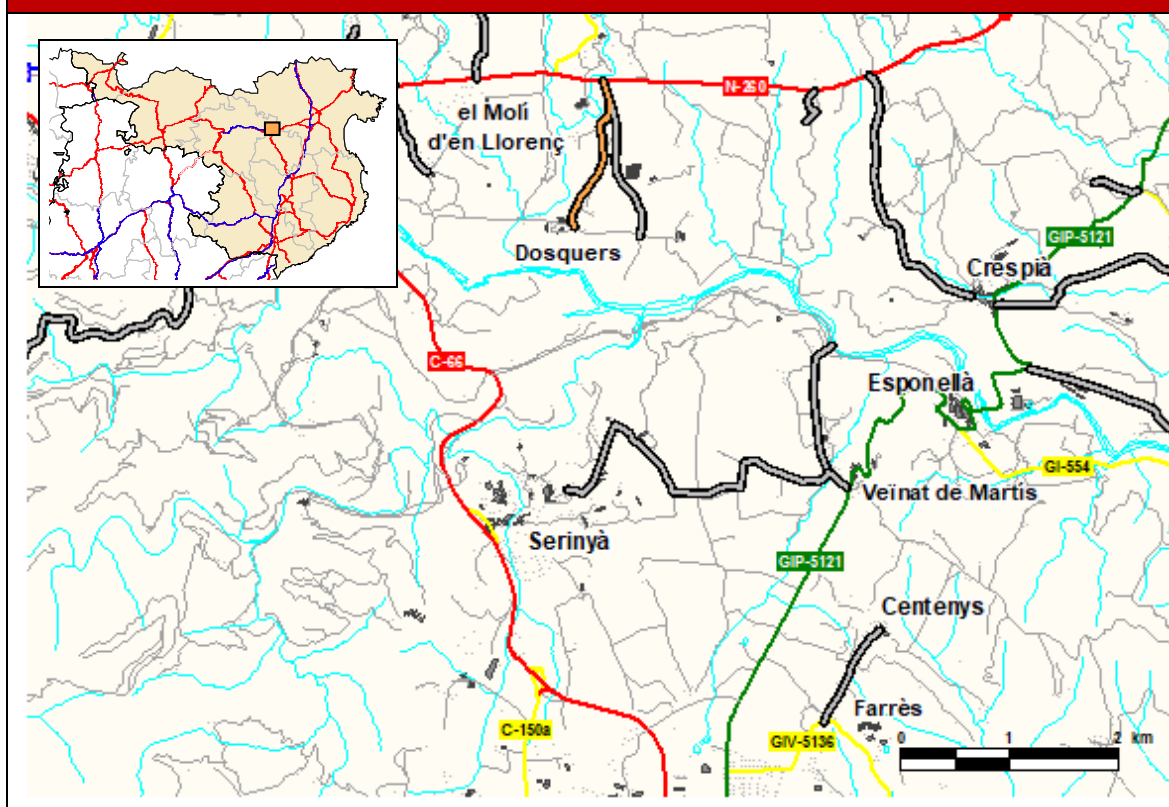 N-260
el Molí
d'en Llorenç
Dosquers
GIP-5121
Crespià
C-66
Esponellà
GI-554
Veïnat de Martís
Serinyà
GIP-5121
Centenys
Farrès
C-150a
GIV-5136
0 1 2 km